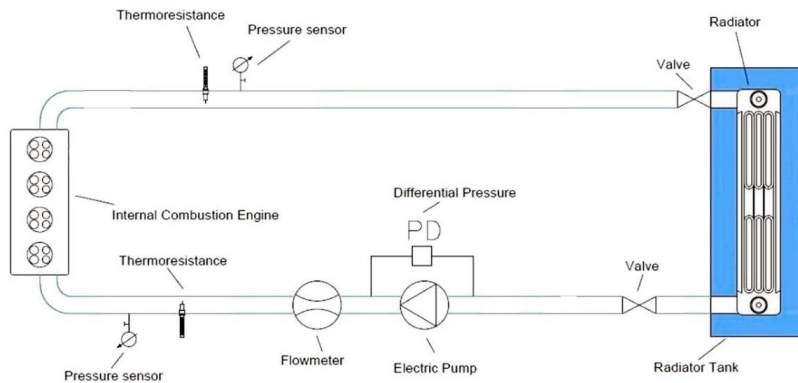 Thermoresistance
Radiator
Pressure sensor
Valve
Differential Pressure
PD
Internal Combustion Engine
Thermoresistance
Valve
Flowmeter
Electric Pump
Radiator Tank
Pressure sensor